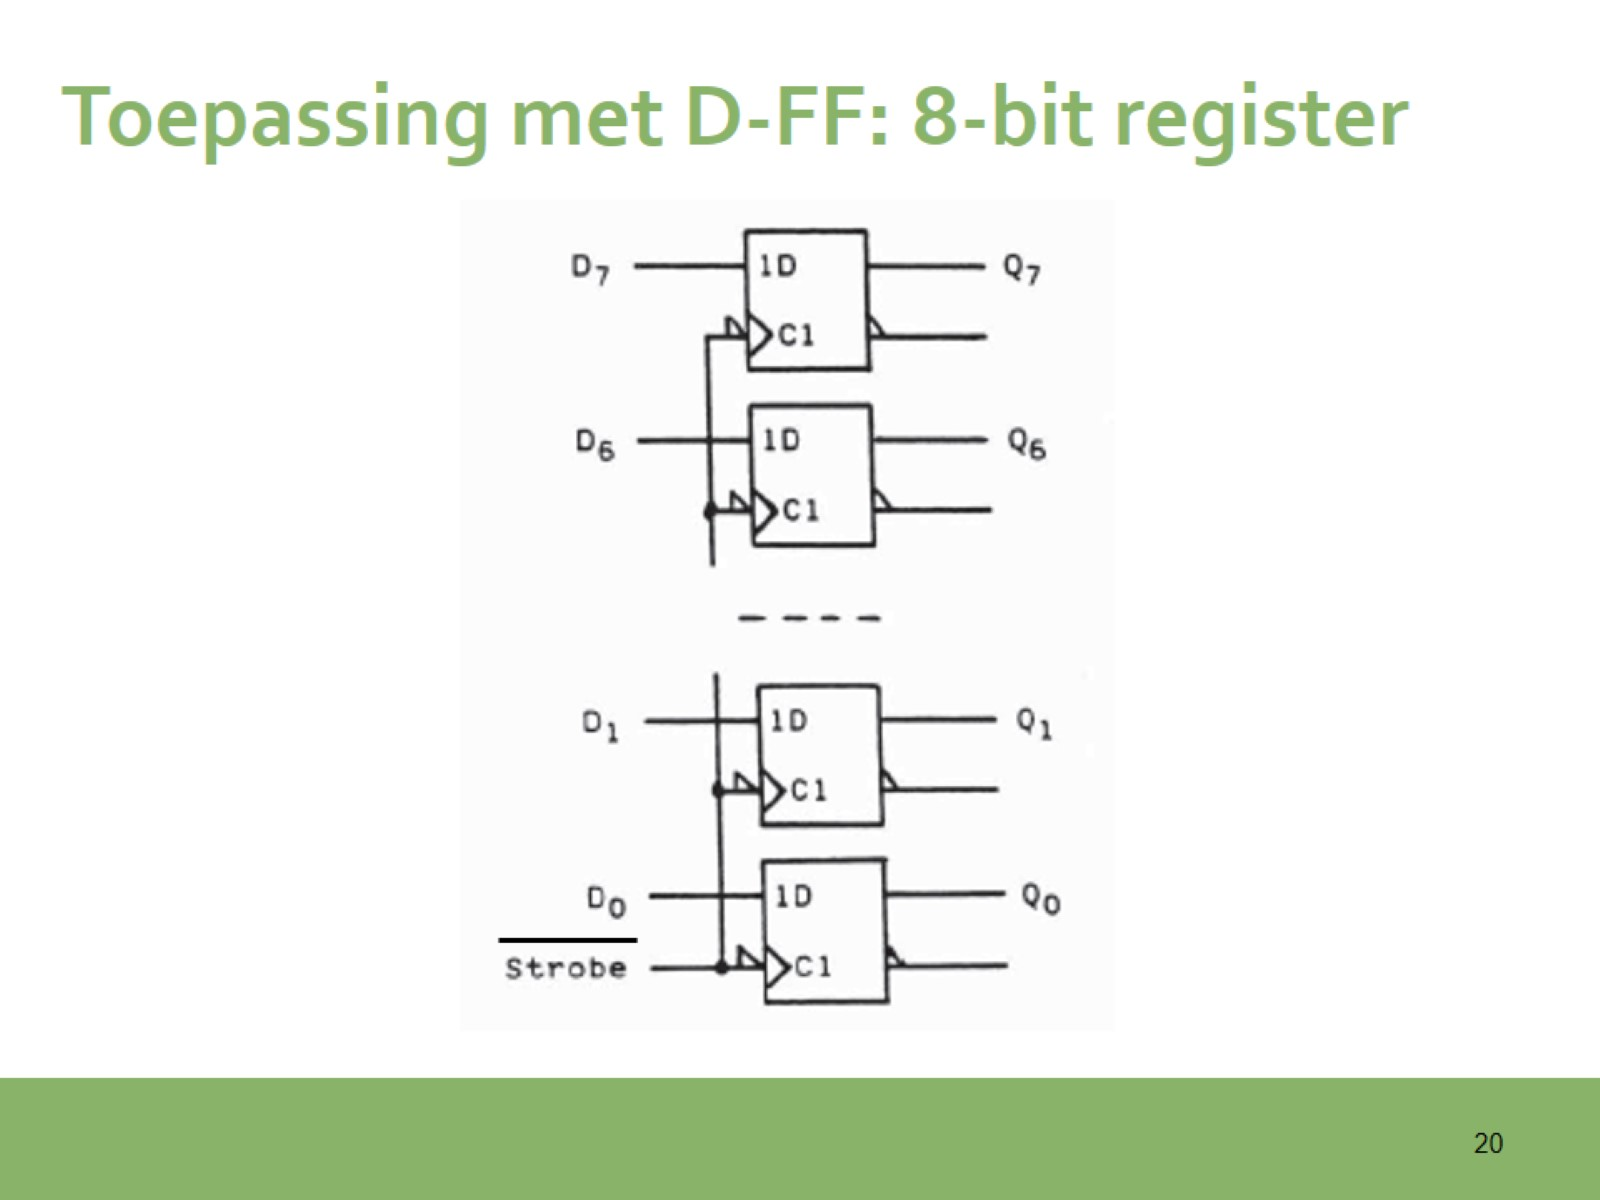 Toepassing met D-FF: 8-bit register
D7 1D Q7
C1
D6 1D Q6
C1
D1 1D Q1
C1
D0 1D Q0
Strobe C1
20